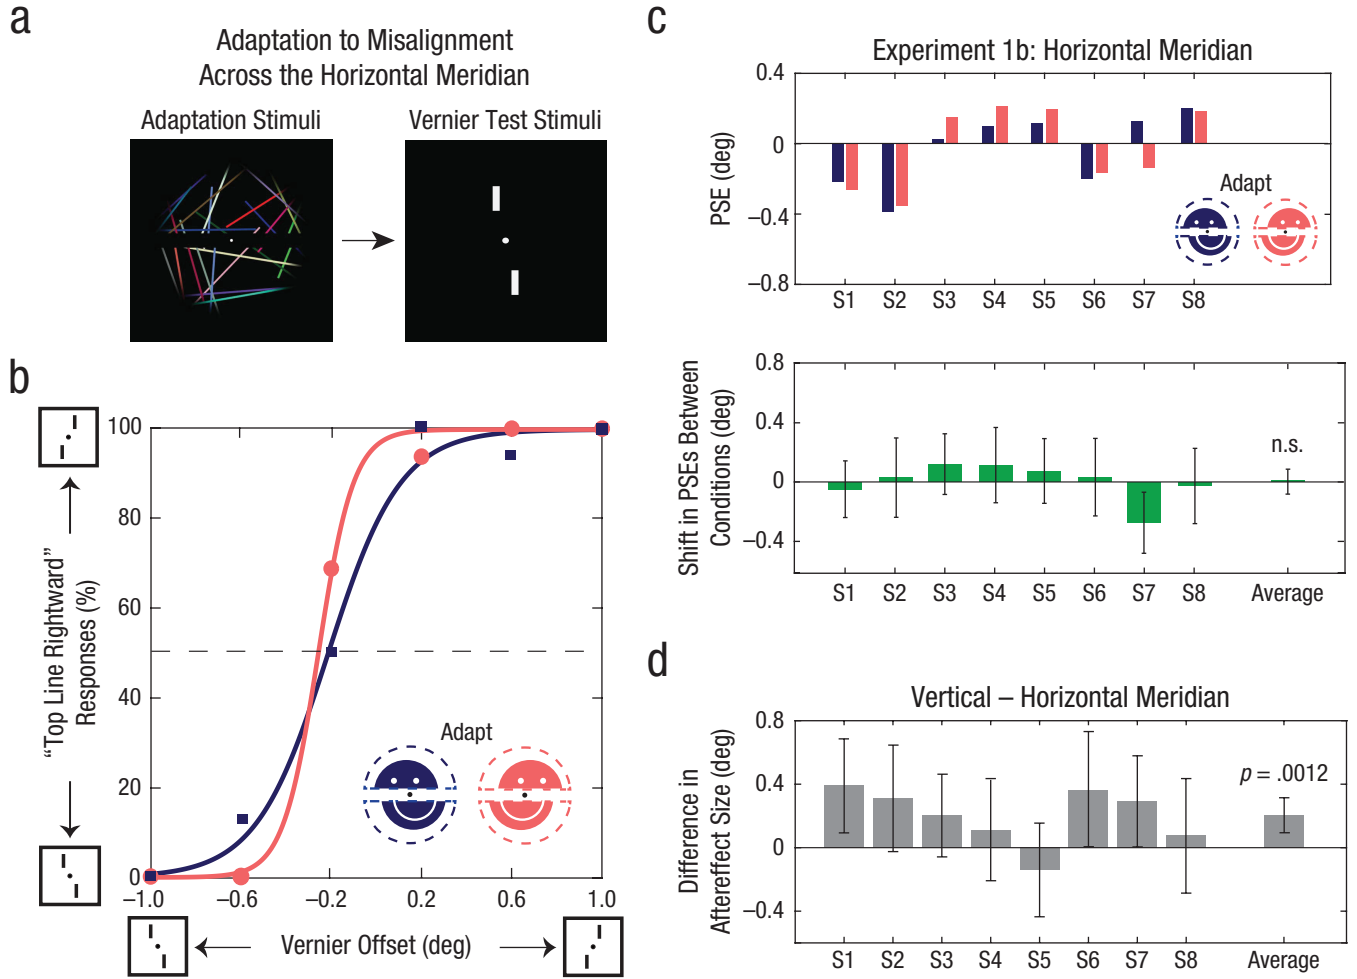 a
Adaptation to Misalignment
Across the Horizontal Meridian
Adaptation Stimuli
Vernier Test Stimuli
b
"Top Line Rightward"
Responses (%)
100
80
60
40
20
0
Adapt
–1.0 –0.6 –0.2 0.2 0.6 1.0
Vernier Offset (deg)
c
Experiment 1b: Horizontal Meridian
PSE (deg)
0.4
0
–0.4
–0.8
Adapt
S1 S2 S3 S4 S5 S6 S7 S8
Shift in PSEs Between
Conditions (deg)
0.8
0.4
0
–0.4
n.s.
S1 S2 S3 S4 S5 S6 S7 S8 Average
d
Vertical – Horizontal Meridian
Difference in
Aftereffect Size (deg)
0.8
0.4
0
–0.4
p = .0012
S1 S2 S3 S4 S5 S6 S7 S8 Average